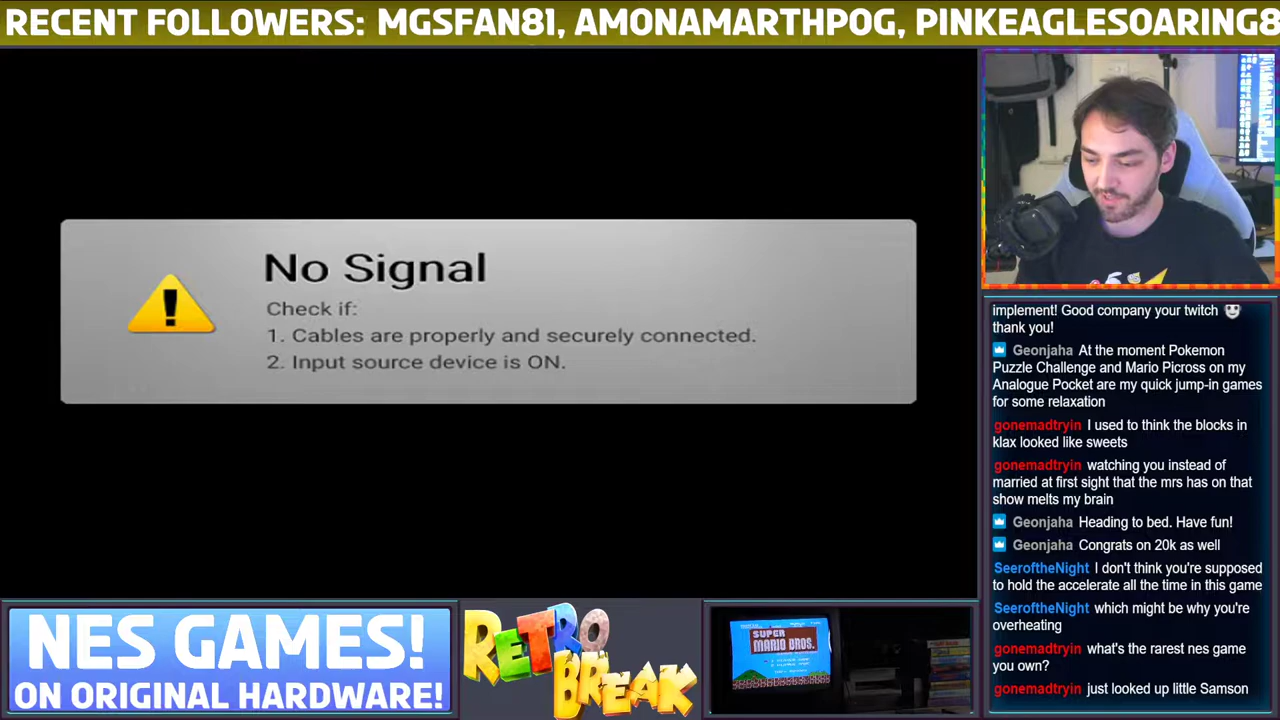 RECENT FOLLOWERS: MGSFAN81, AMONAMARTHPOG, PINKEAGLESOARING8
No Signal
Check if:
1. Cables are properly and securely connected.
2. Input source device is ON.
implement! Good company your twitch
thank you!
Geonjaha At the moment Pokemon
Puzzle Challenge and Mario Picross on my
Analogue Pocket are my quick jump-in games
for some relaxation
gonemadtryin I used to think the blocks in
klax looked like sweets
gonemadtryin watching you instead of
married at first sight that the mrs has on that
show melts my brain
Geonjaha Heading to bed. Have fun!
Geonjaha Congrats on 20k as well
SeeroftheNight I don't think you're supposed
to hold the accelerate all the time in this game
SeeroftheNight which might be why you're
overheating
gonemadtryin what's the rarest nes game
you own?
gonemadtryin just looked up little Samson
NES GAMES!
ON ORIGINAL HARDWARE!
RETRO
BREAK
SUPER
MARIO BROS.